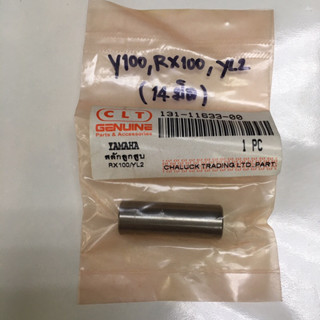 Y100, RX100, YL2
(14 มิล)
CLT
GENUINE
Parts & Accessories
131-11633-00
YAMAHA
สลักลูกสูบ
RX100/YL2
1 PC
CHALUCK TRADING LTD., PART.